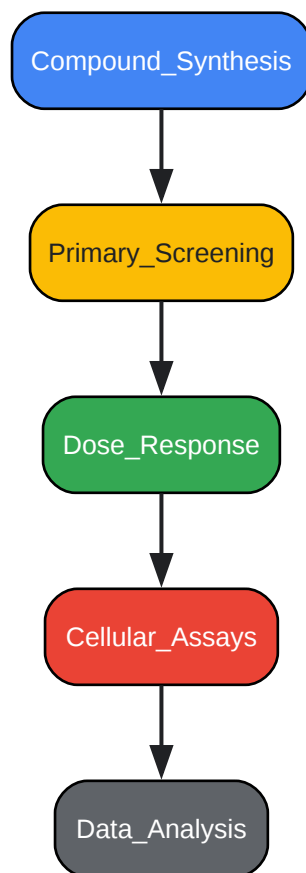 Compound_Synthesis
Primary_Screening
Dose_Response
Cellular_Assays
Data_Analysis